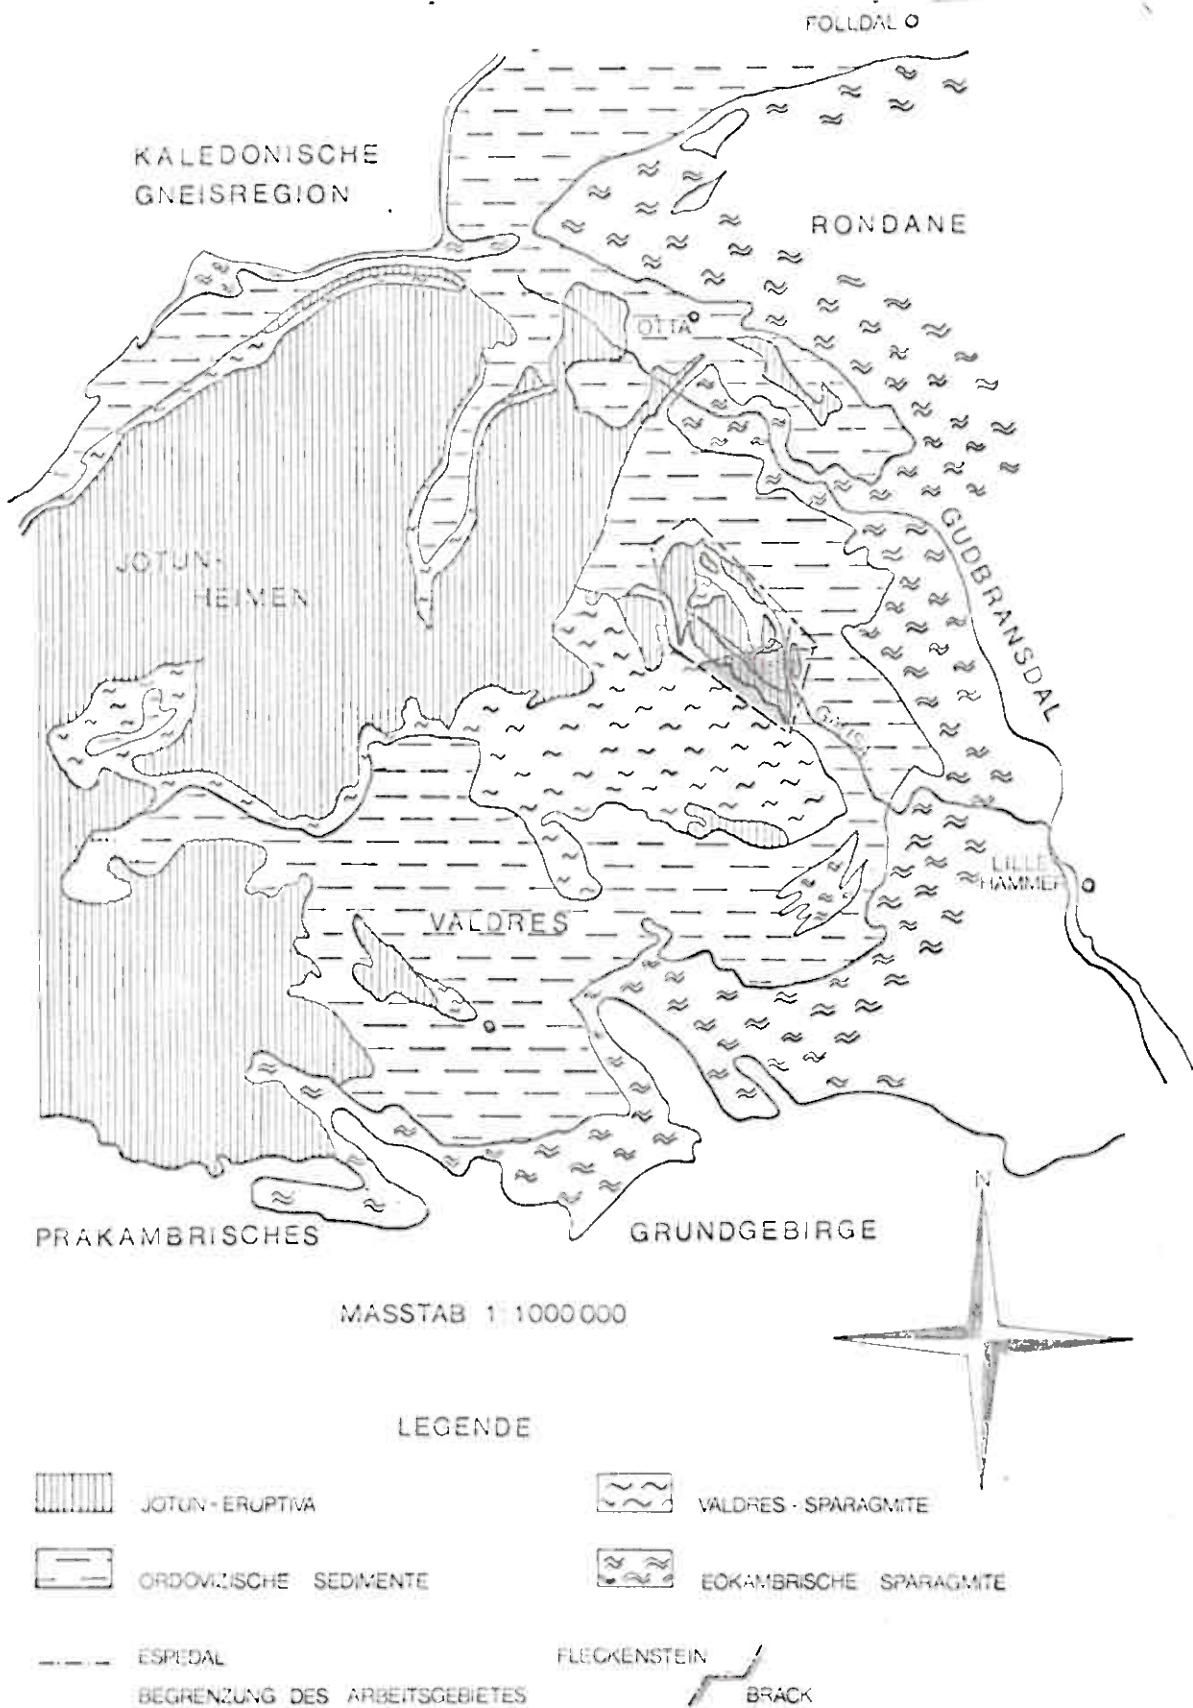 FOLLDAL
KALEDONISCHE
GNEISREGION
RONDANE
OTTA
GUDBRANSDAL
JOTUN-
HEIMEN
LILLE
HAMMER
VALDRES
PRAKAMBRISCHES
GRUNDGEBIRGE
N
MASSTAB 1:1000000
LEGENDE
JOTUN-ERUPTIVA
VALDRES-SPARAGMITE
ORDOVIZISCHE SEDIMENTE
EOKAMBRISCHE SPARAGMITE
ESPEDAL
FLECKENSTEIN
BEGRENZUNG DES ARBEITSGEBIETES
BRACK